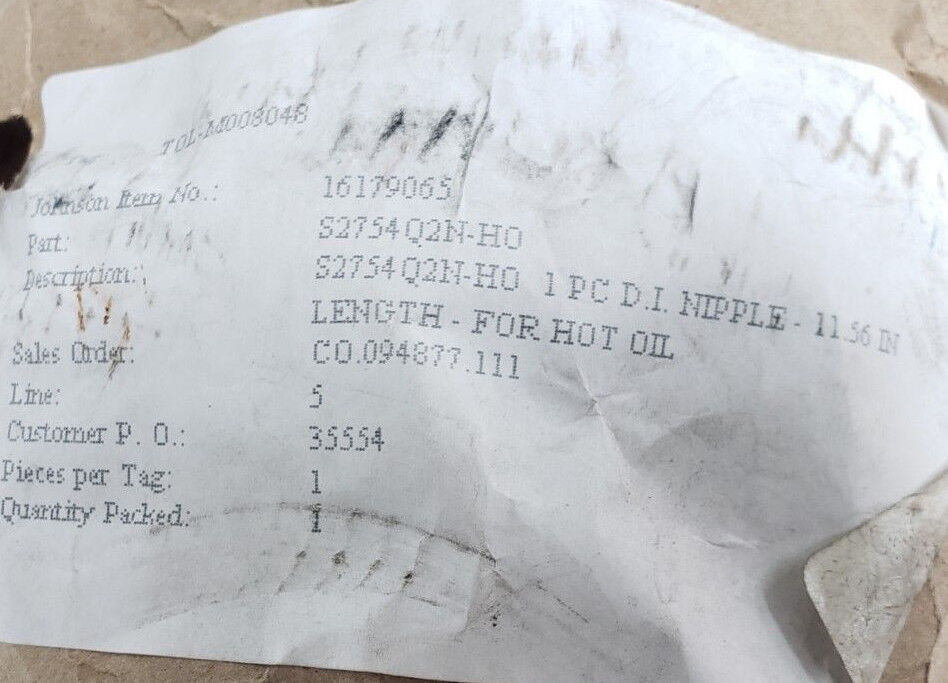 TOL-M008048
Johnson Item No.: 16179065
Part: S2754Q2N-HO
Description: S2754Q2N-HO 1 PC D.I. NIPPLE - 11.56 IN
LENGTH - FOR HOT OIL
Sales Order: CO.094877.111
Line: 5
Customer P. O.: 35554
Pieces per Tag: 1
Quantity Packed: 1